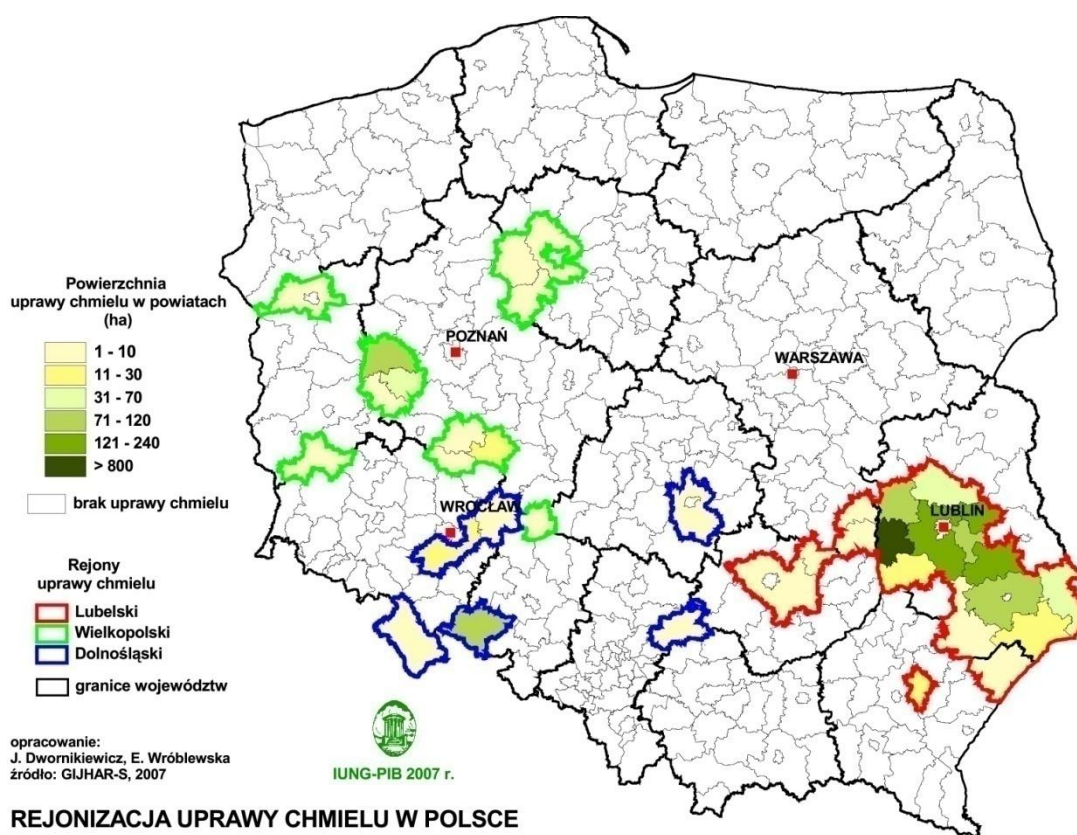 POZNAŃ
WARSZAWA
WROCŁAW
LUBLIN
Powierzchnia
uprawy chmielu w powiatach
(ha)
1 - 10
11 - 30
31 - 70
71 - 120
121 - 240
> 800
brak uprawy chmielu
Rejony
uprawy chmielu
Lubelski
Wielkopolski
Dolnośląski
granice województw
opracowanie:
J. Dwornikiewicz, E. Wróblewska
źródło: GIJHAR-S, 2007
IUNG-PIB 2007 r.
REJONIZACJA UPRAWY CHMIELU W POLSCE